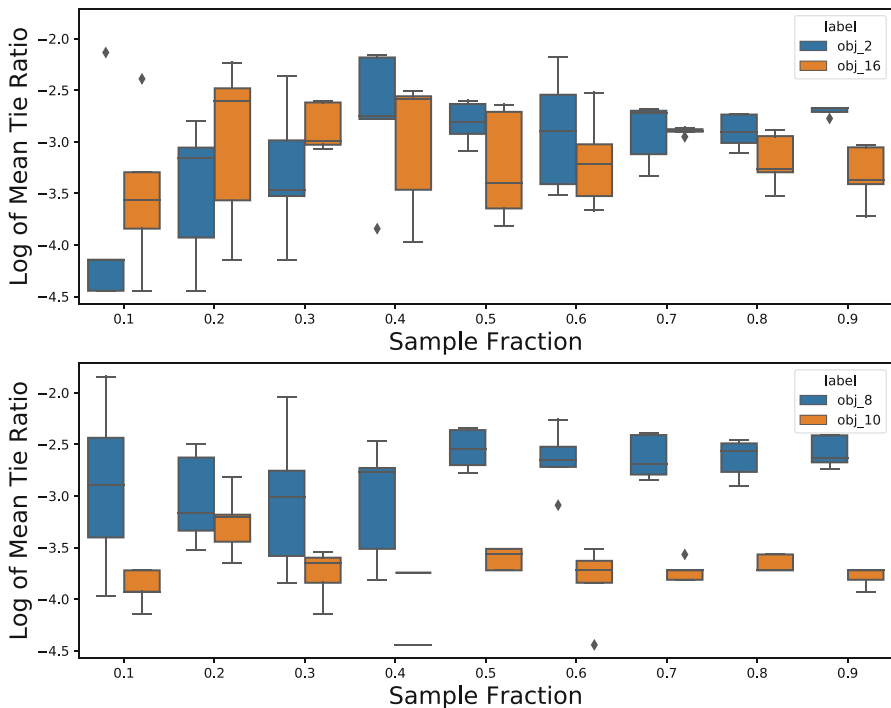 label
obj_2
obj_16
Log of Mean Tie Ratio
−2.0
−2.5
−3.0
−3.5
−4.0
−4.5
0.1 0.2 0.3 0.4 0.5 0.6 0.7 0.8 0.9
Sample Fraction
label
obj_8
obj_10
Log of Mean Tie Ratio
−2.0
−2.5
−3.0
−3.5
−4.0
−4.5
0.1 0.2 0.3 0.4 0.5 0.6 0.7 0.8 0.9
Sample Fraction